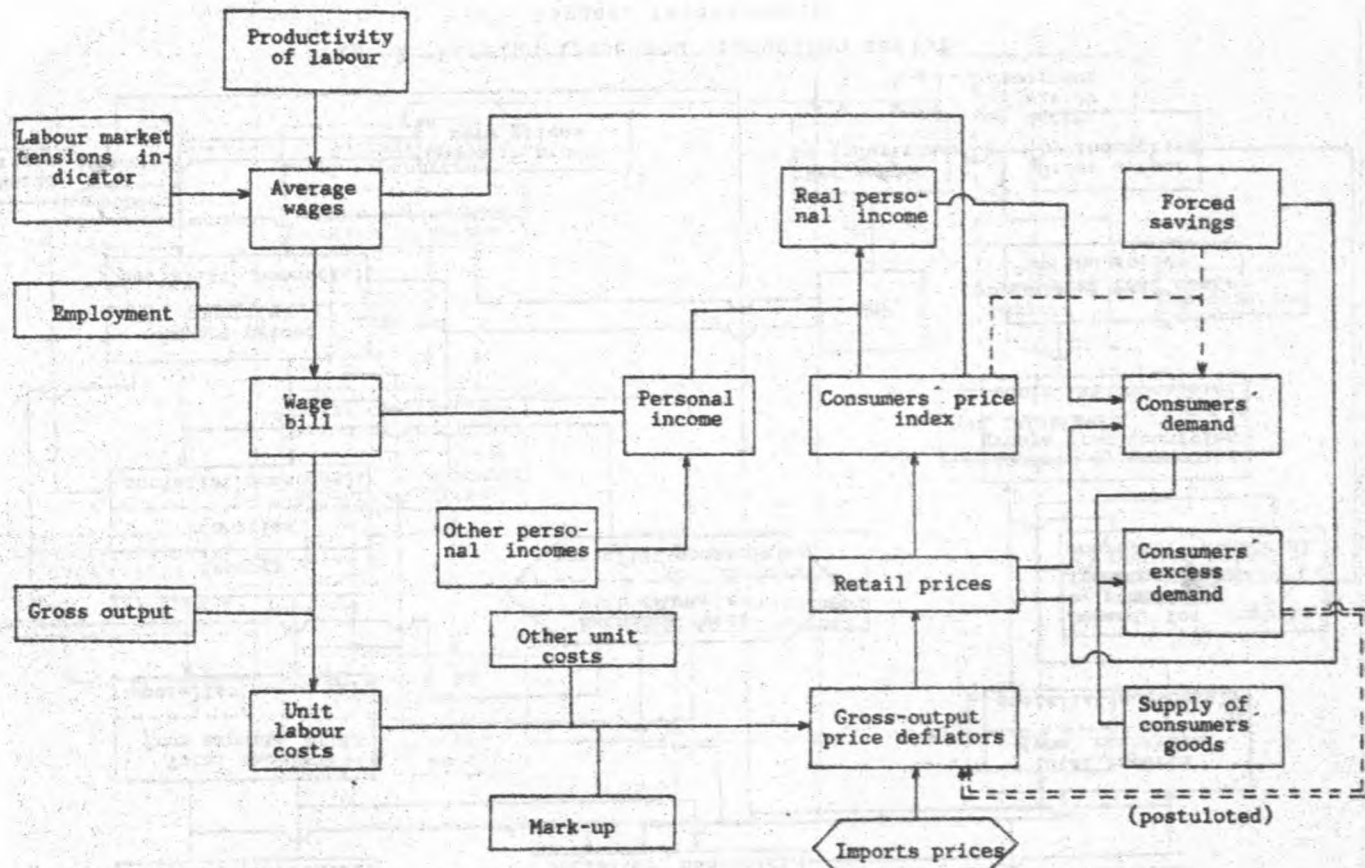 Productivity
of labour
Labour market
tensions in-
dicator
Average
wages
Real perso-
nal income
Forced
savings
Employment
Wage
bill
Personal
income
Consumers´ price
index
Consumers´
demand
Other perso-
nal incomes
Retail prices
Consumers´
excess
demand
Gross output
Other unit
costs
Unit
labour
costs
Gross-output
price deflators
Supply of
consumers´
goods
(postuloted)
Mark-up
Imports prices